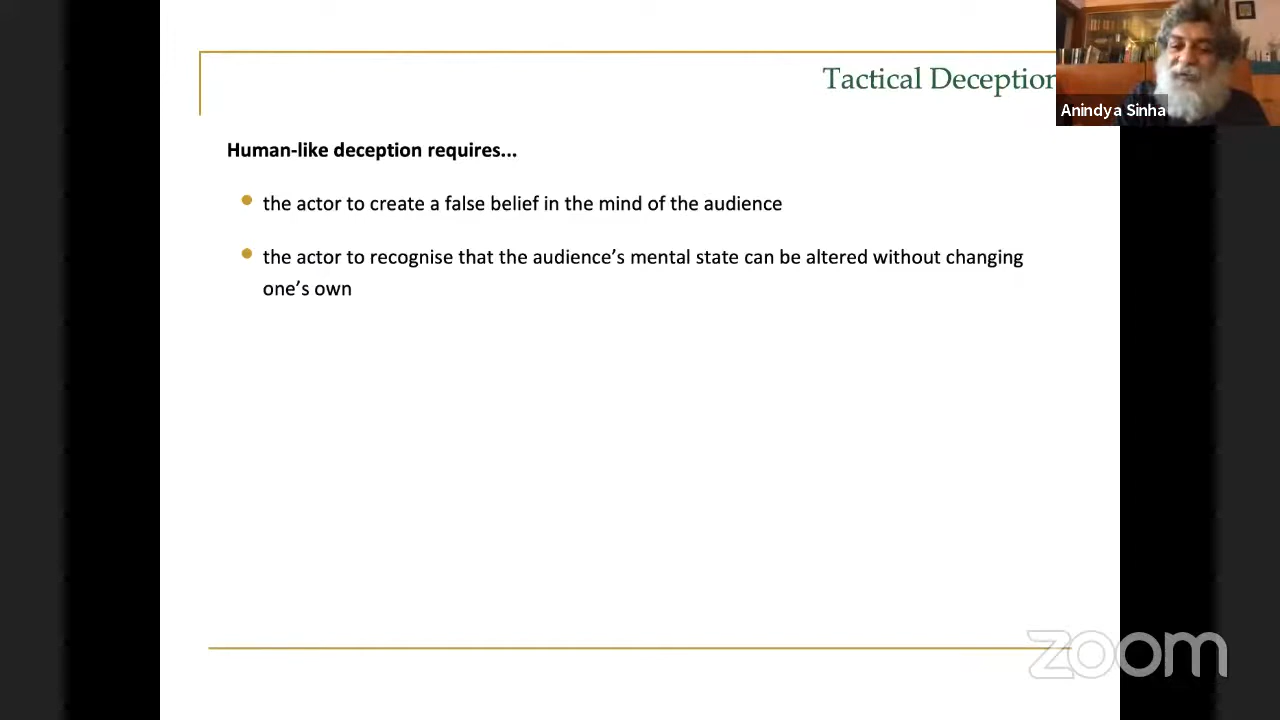 Tactical Deception
Anindya Sinha
Human-like deception requires...
the actor to create a false belief in the mind of the audience
the actor to recognise that the audience’s mental state can be altered without changing
one’s own
zoom